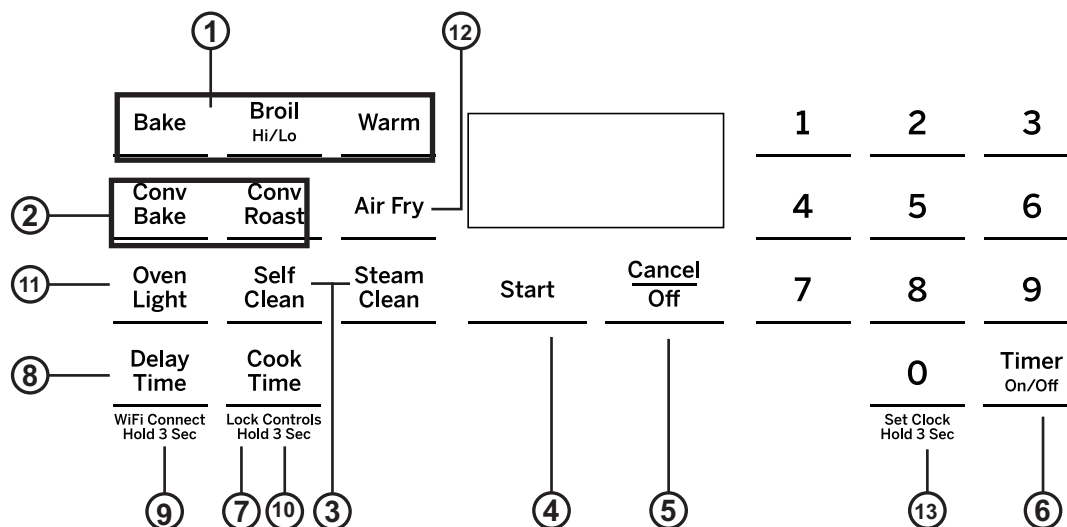 1
12
Bake
Broil
Hi/Lo
Warm
1
2
3
2
Conv
Bake
Conv
Roast
Air Fry
4
5
6
11
Oven
Light
Self
Clean
Steam
Clean
Start
Cancel
Off
7
8
9
8
Delay
Time
Cook
Time
0
Timer
On/Off
WiFi Connect
Hold 3 Sec
Lock Controls
Hold 3 Sec
Set Clock
Hold 3 Sec
9
7
10
3
4
5
13
6